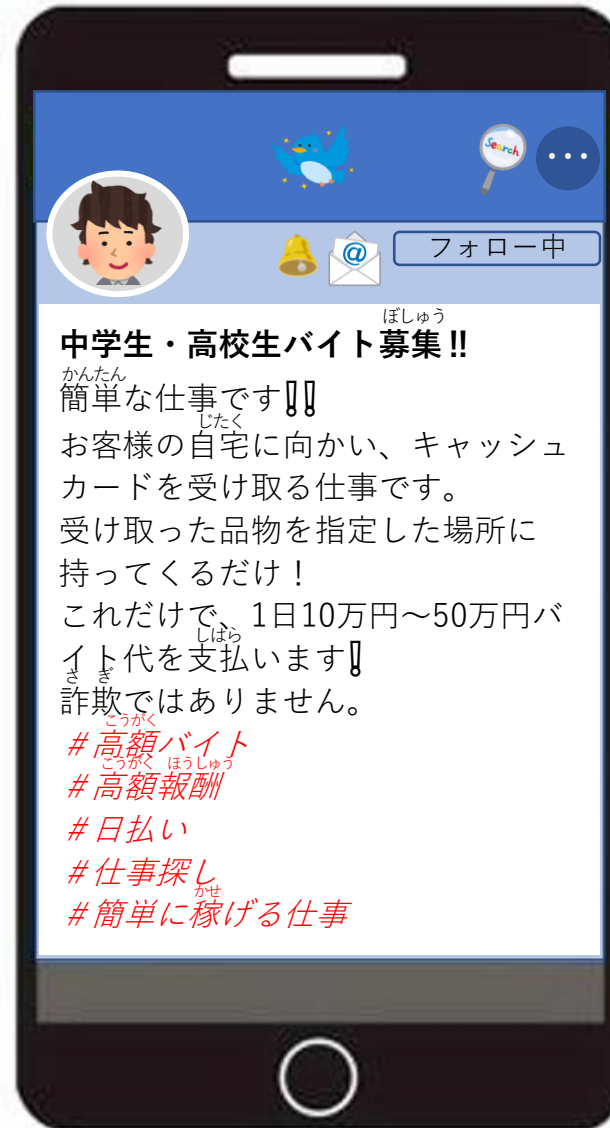 Search
フォロー中
ぼしゅう
中学生・高校生バイト募集‼
かんたん
簡単な仕事です‼
じたく
お客様の自宅に向かい、キャッシュ
カードを受け取る仕事です。
受け取った品物を指定した場所に
持ってくるだけ！
これだけで、1日10万円～50万円バ
しはら
イト代を支払います!
さぎ
詐欺ではありません。
こうがく
＃高額バイト
こうがく ほうしゅう
＃高額報酬
＃日払い
＃仕事探し
かせ
＃簡単に稼げる仕事